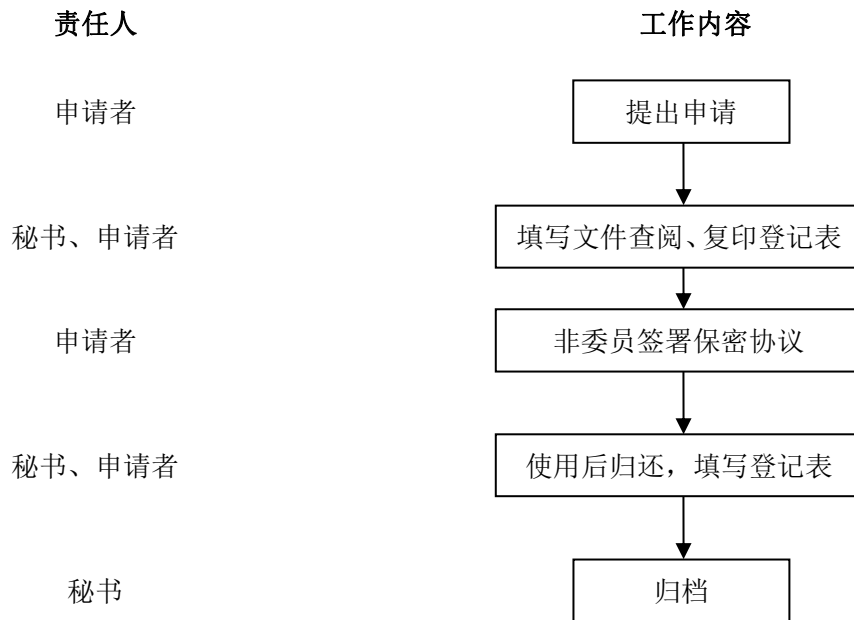 责任人 工作内容
申请者 提出申请
秘书、申请者 填写文件查阅、复印登记表
申请者 非委员签署保密协议
秘书、申请者 使用后归还，填写登记表
秘书 归档